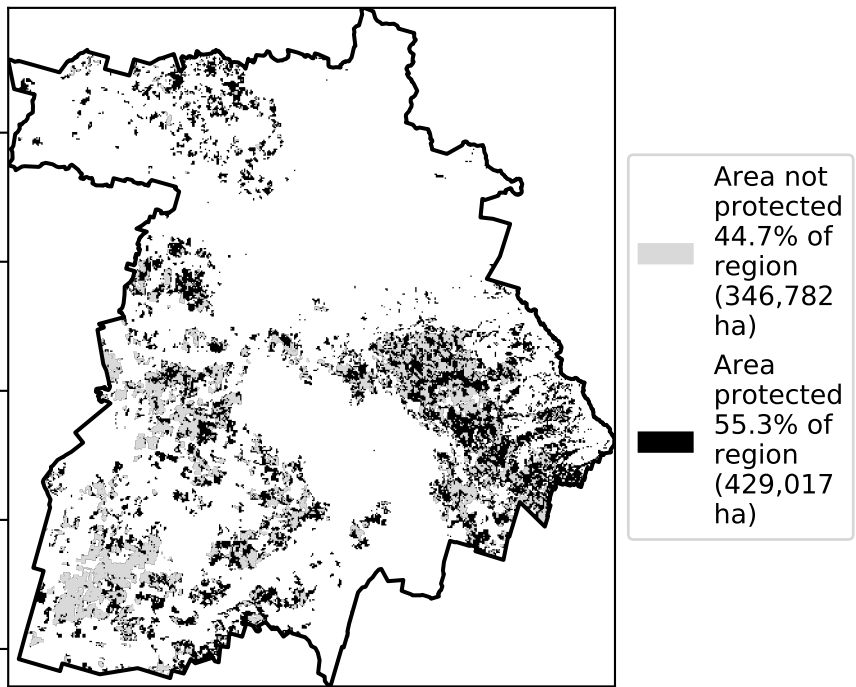 Area not
protected
44.7% of
region
(346,782
ha)
Area
protected
55.3% of
region
(429,017
ha)